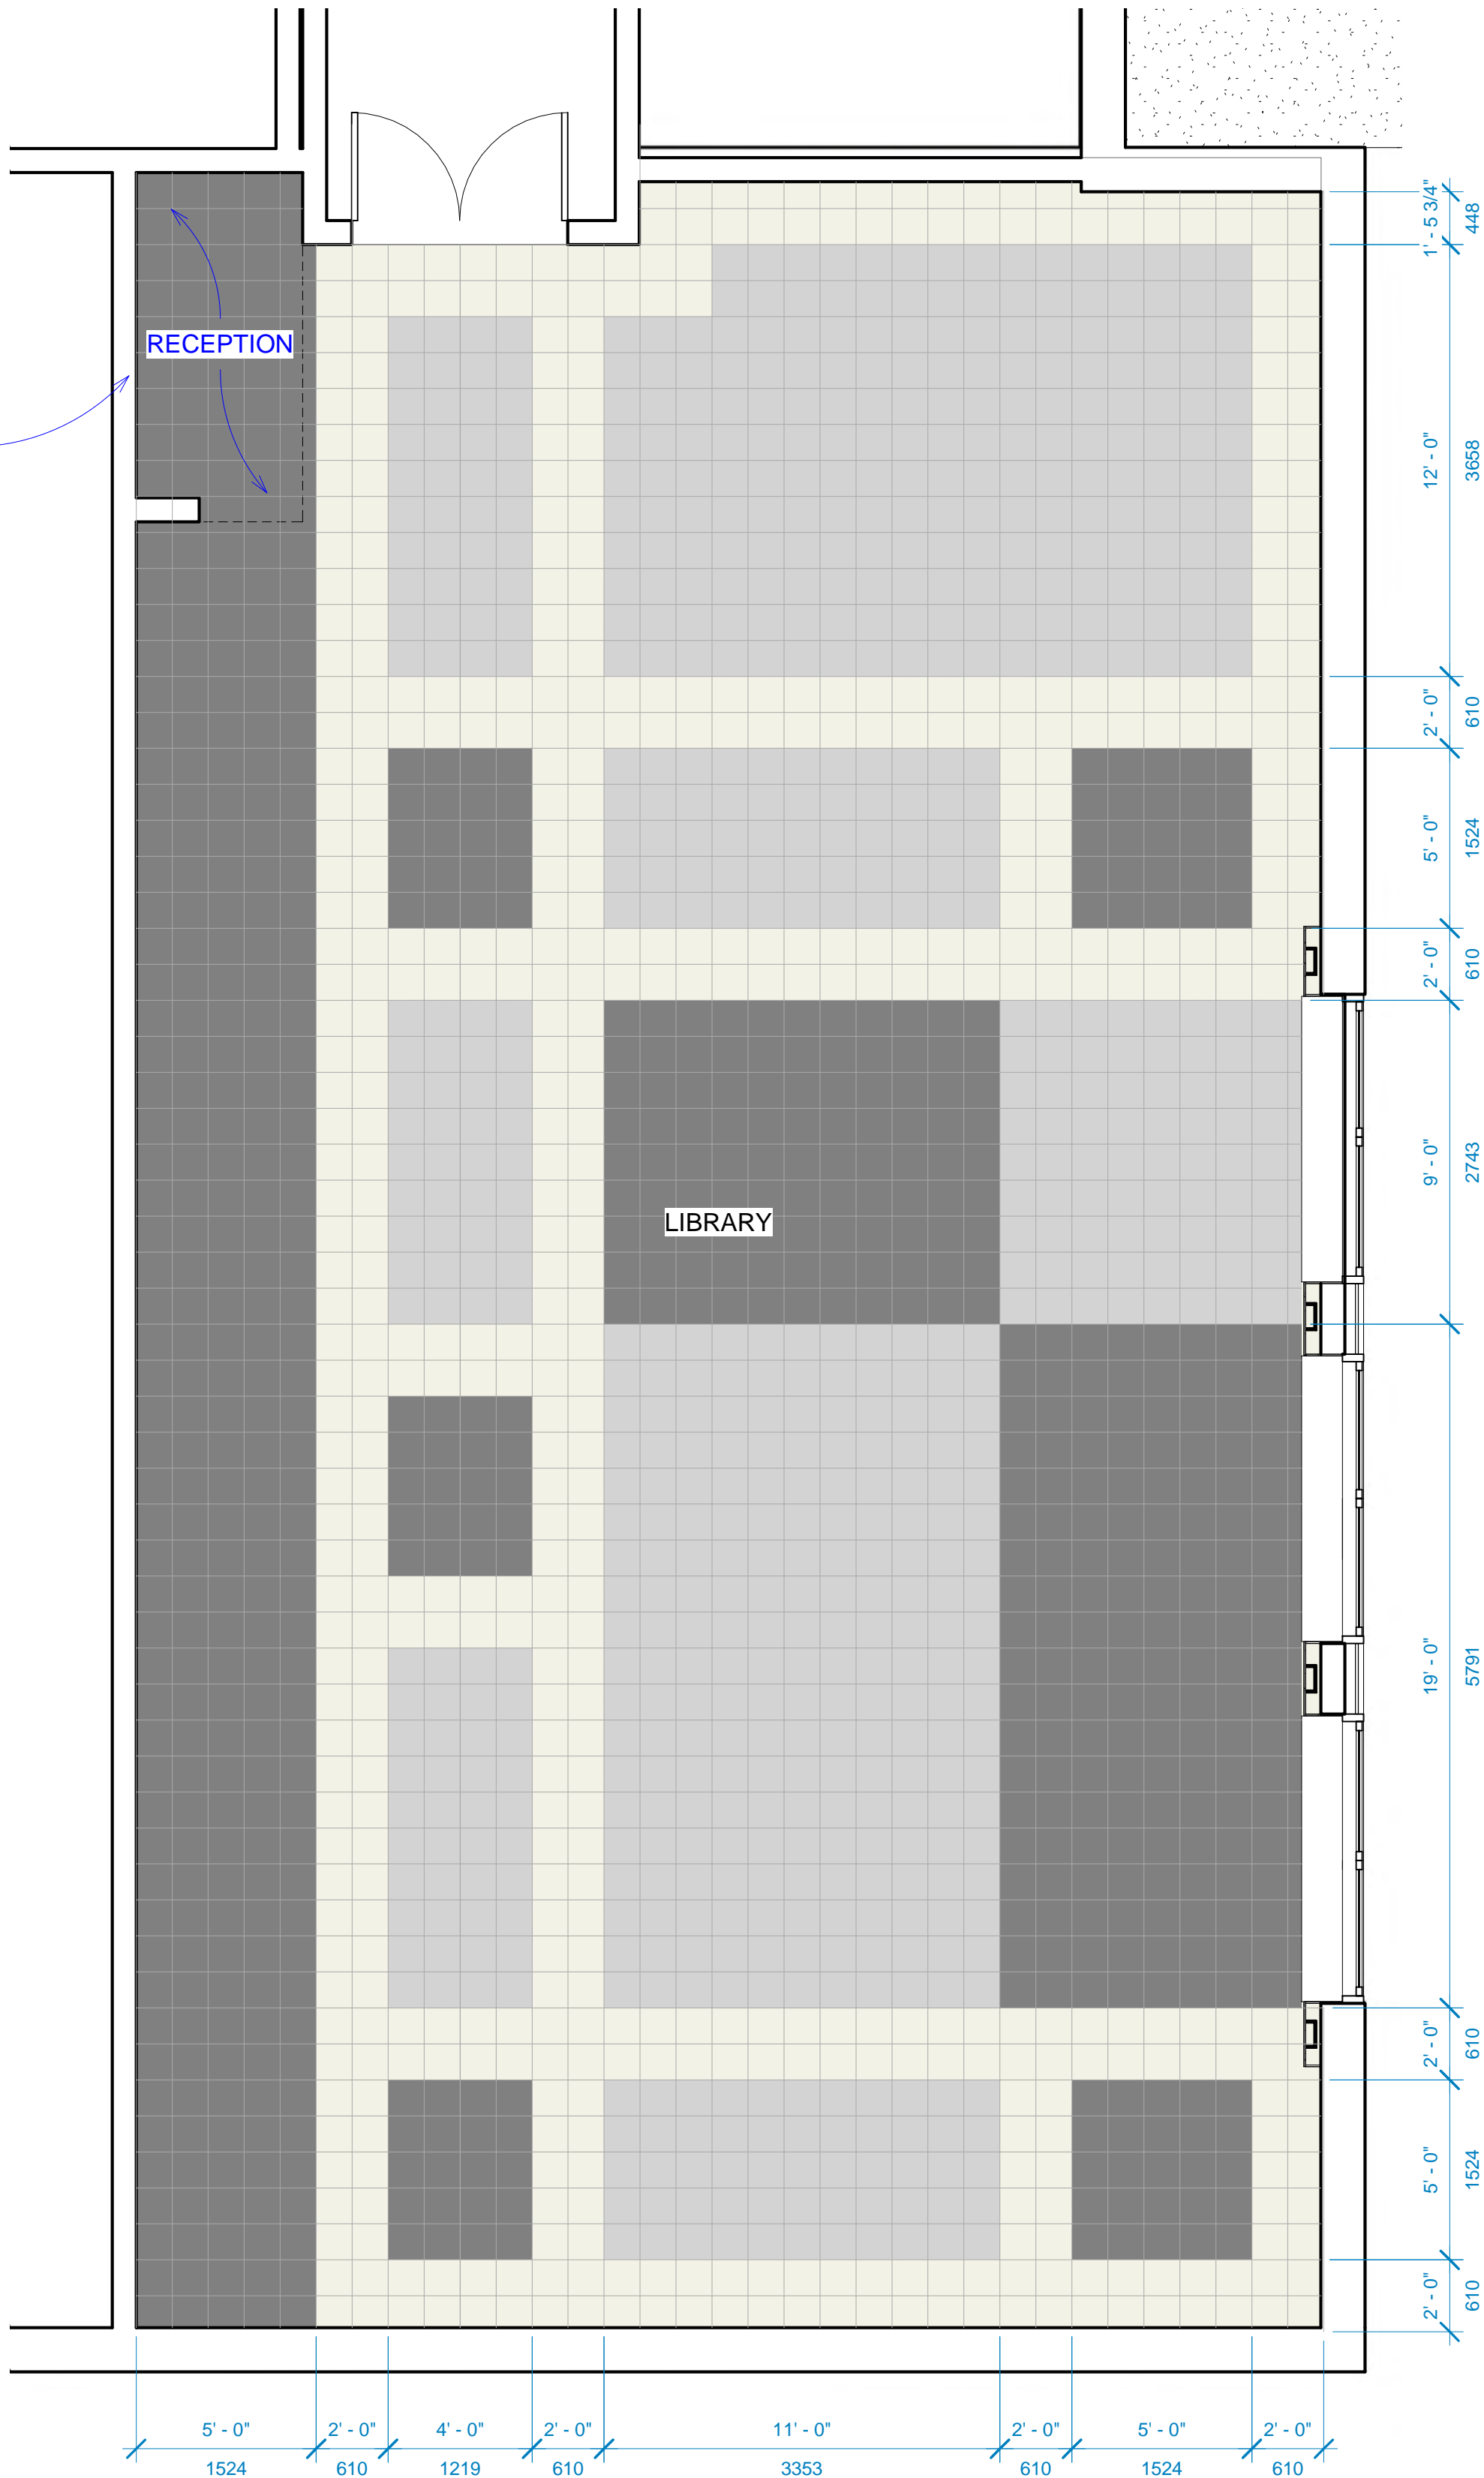 1' - 5 3/4"
448
RECEPTION
12' - 0"
3658
2' - 0"
610
5' - 0"
1524
2' - 0"
610
9' - 0"
2743
LIBRARY
19' - 0"
5791
2' - 0"
610
5' - 0"
1524
2' - 0"
610
5' - 0" 2' - 0" 4' - 0" 2' - 0" 11' - 0" 2' - 0" 5' - 0" 2' - 0"
1524 610 1219 610 3353 610 1524 610